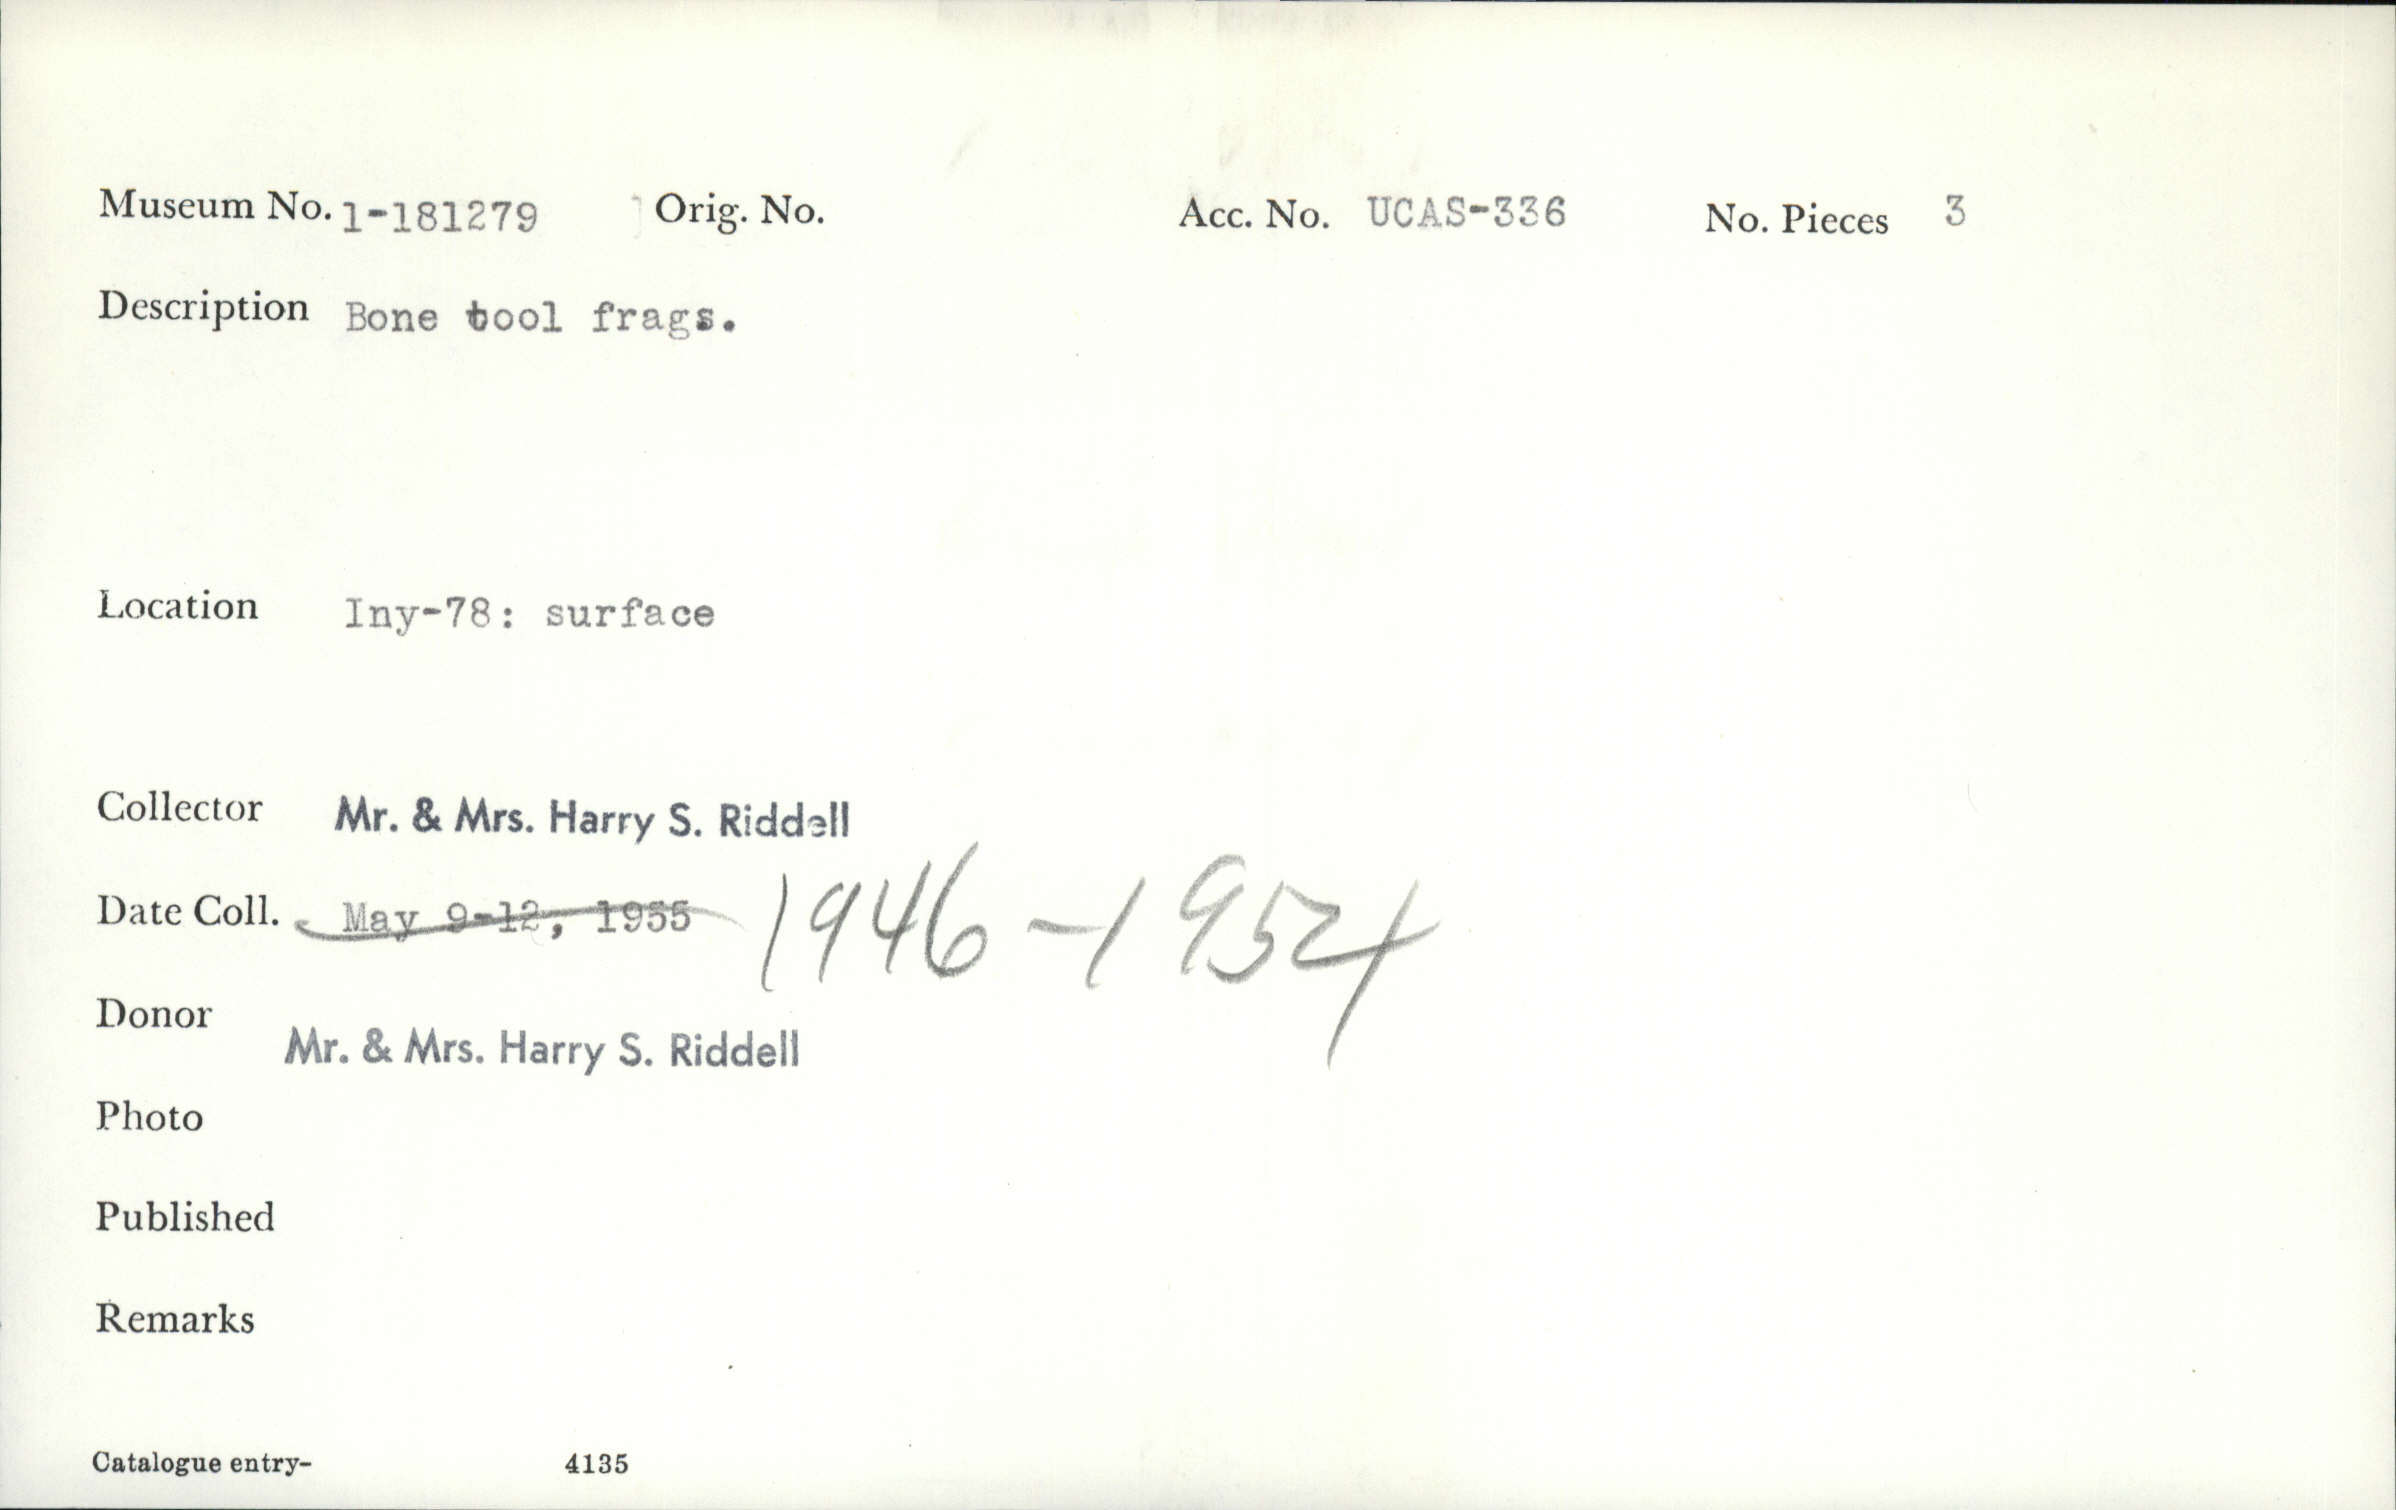 Museum No. 1-181279 Orig. No. Acc. No. UCAS-336 No. Pieces 3
Description Bone tool frags.
Location Iny-78: surface
Collector Mr. & Mrs. Harry S. Riddell
Date Coll. May 9-12, 1955 1946-1954
Donor Mr. & Mrs. Harry S. Riddell
Photo
Published
Remarks
Catalogue entry- 4135